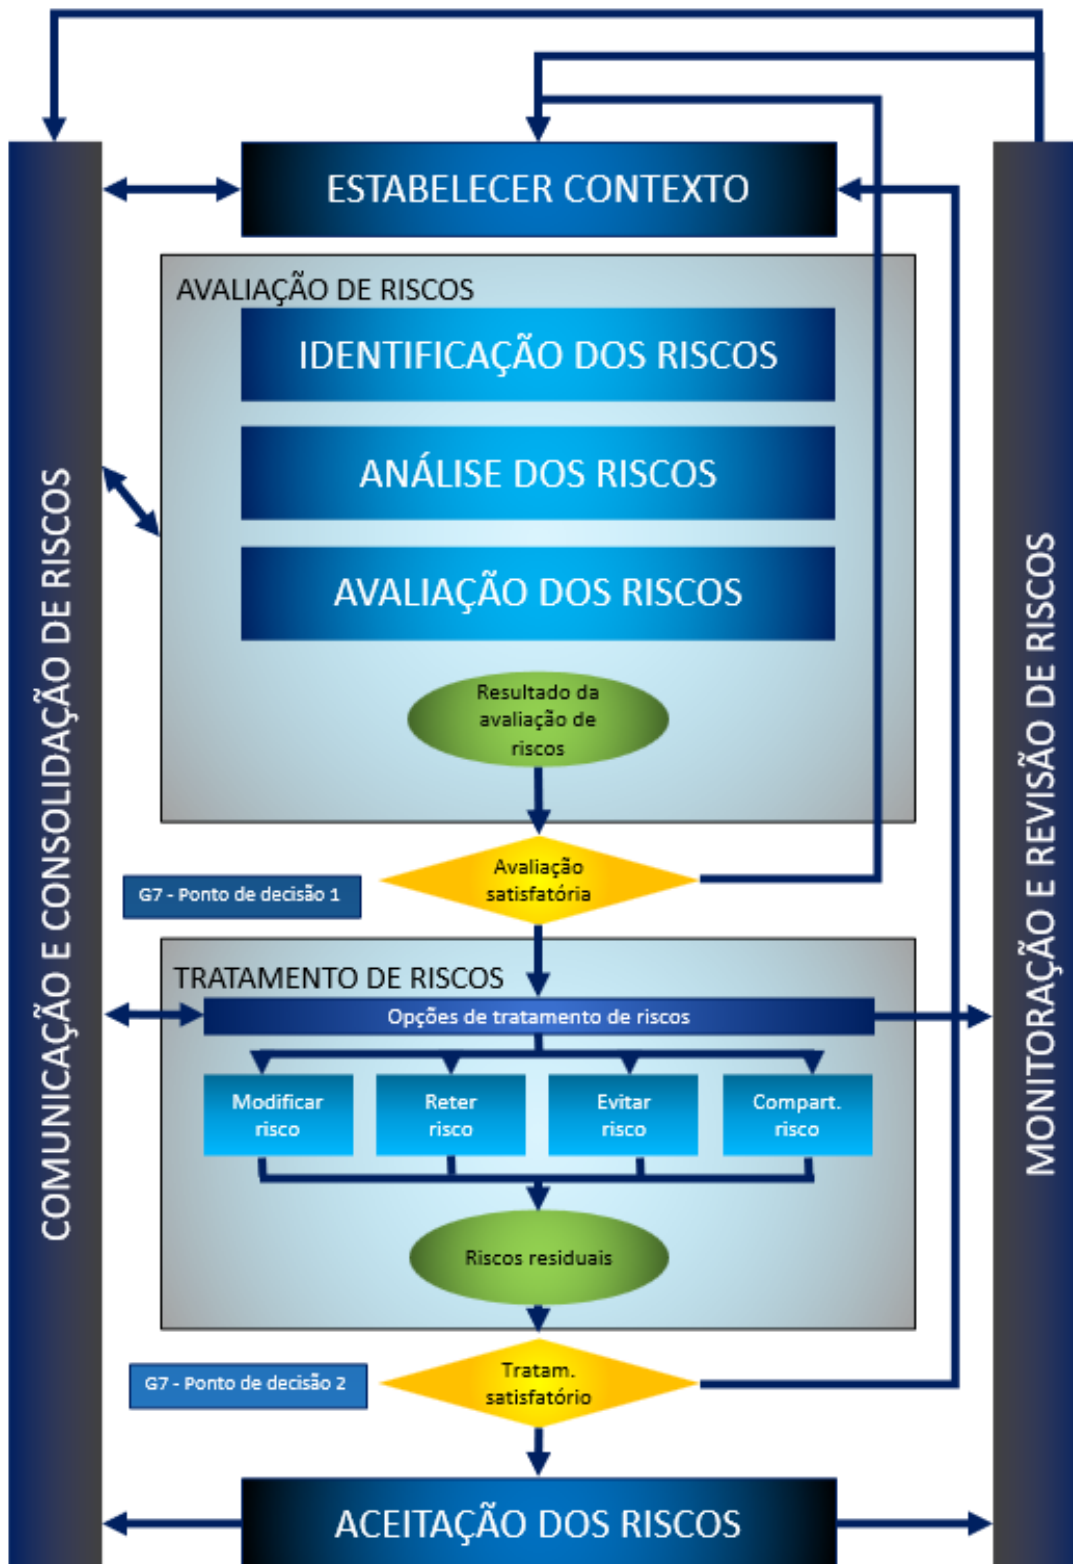 ESTABELECER CONTEXTO
AVALIAÇÃO DE RISCOS
IDENTIFICAÇÃO DOS RISCOS
ANÁLISE DOS RISCOS
AVALIAÇÃO DOS RISCOS
Resultado da
avaliação de
riscos
Avaliação
satisfatória
G7 - Ponto de decisão 1
TRATAMENTO DE RISCOS
Opções de tratamento de riscos
Modificar
risco
Reter
risco
Evitar
risco
Compart.
risco
Riscos residuais
Tratam.
satisfatório
G7 - Ponto de decisão 2
ACEITAÇÃO DOS RISCOS
COMUNICAÇÃO E CONSOLIDAÇÃO DE RISCOS
MONITORAÇÃO E REVISÃO DE RISCOS